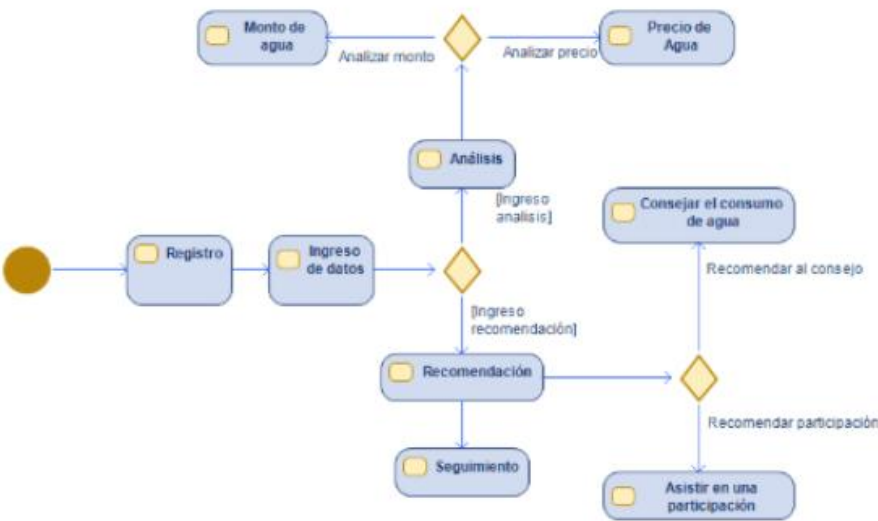 Monto de
agua
Analizar monto
Analizar precio
Precio de
Agua
Análisis
[Ingreso
analisis]
Consejar el consumo
de agua
Registro
Ingreso
de datos
Recomendar al consejo
[Ingreso
recomendación]
Recomendación
Recomendar participación
Seguimiento
Asistir en una
participación